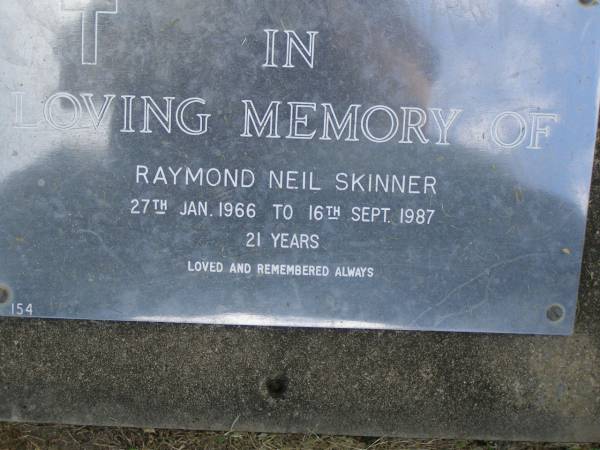 IN
LOVING MEMORY OF
RAYMOND NEIL SKINNER
27TH JAN. 1966 TO 16TH SEPT. 1987
21 YEARS
LOVED AND REMEMBERED ALWAYS
154